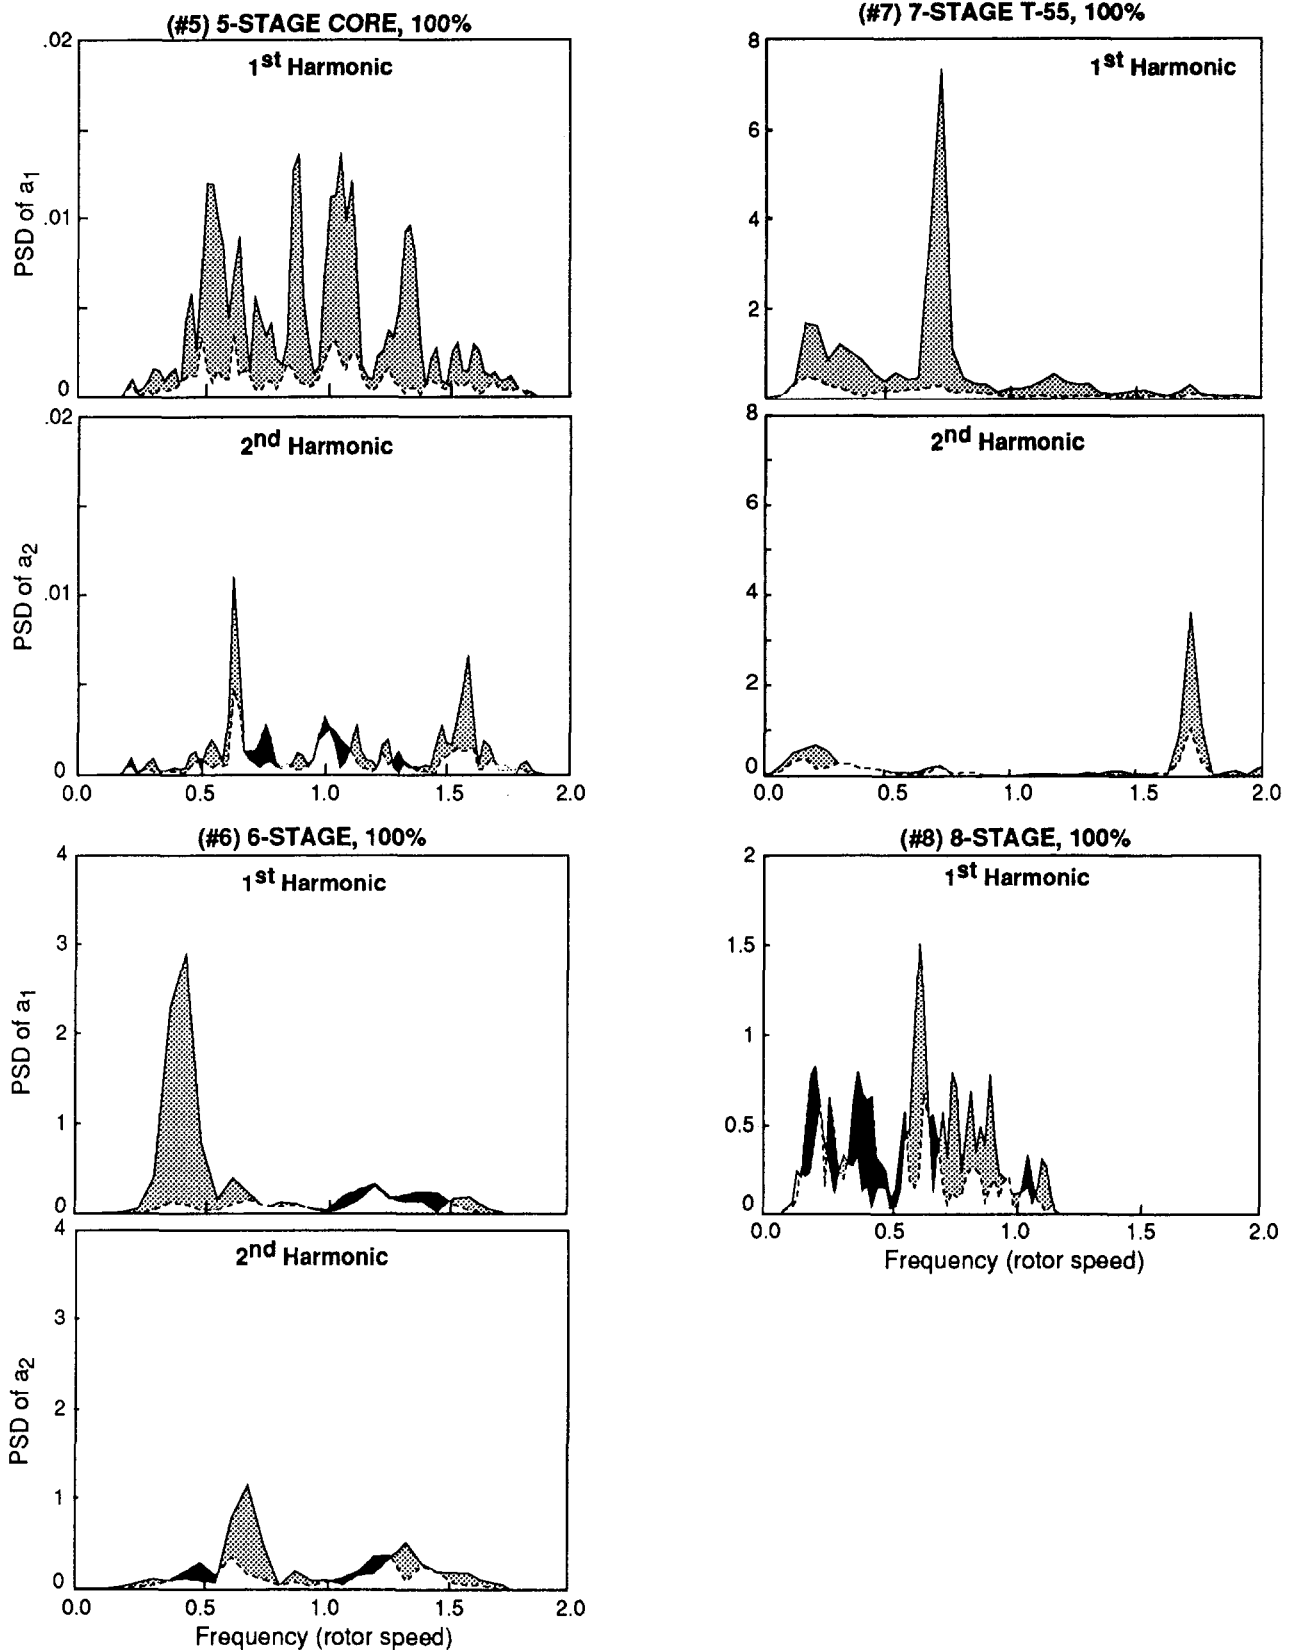 (#5) 5-STAGE CORE, 100%
1st Harmonic
.02
.01
0
PSD of a1
2nd Harmonic
.02
.01
0
PSD of a2
0.0 0.5 1.0 1.5 2.0
(#6) 6-STAGE, 100%
1st Harmonic
4
3
2
1
0
PSD of a1
2nd Harmonic
4
3
2
1
0
PSD of a2
0.0 0.5 1.0 1.5 2.0
Frequency (rotor speed)
(#7) 7-STAGE T-55, 100%
1st Harmonic
8
6
4
2
2nd Harmonic
8
6
4
2
0
0.0 0.5 1.0 1.5 2.0
(#8) 8-STAGE, 100%
1st Harmonic
2
1.5
1
0.5
0
0.0 0.5 1.0 1.5 2.0
Frequency (rotor speed)